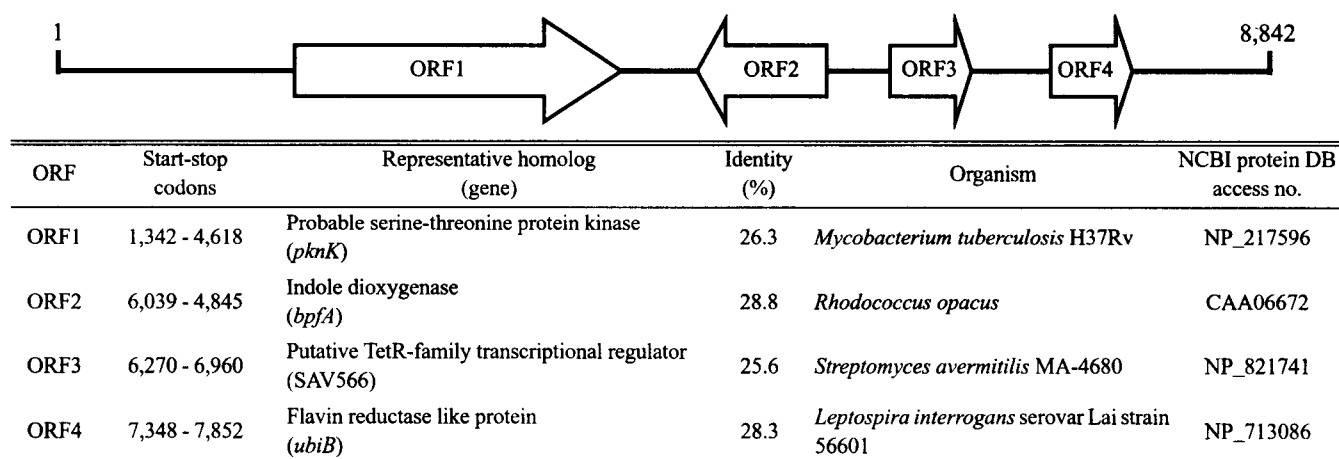 1 8,842
ORF1 ORF2 ORF3 ORF4
ORF Start-stop codons Representative homolog (gene) Identity (%) Organism NCBI protein DB access no.
ORF1 1,342 - 4,618 Probable serine-threonine protein kinase (pknK) 26.3 Mycobacterium tuberculosis H37Rv NP_217596
ORF2 6,039 - 4,845 Indole dioxygenase (bpfA) 28.8 Rhodococcus opacus CAA06672
ORF3 6,270 - 6,960 Putative TetR-family transcriptional regulator (SAV566) 25.6 Streptomyces avermitilis MA-4680 NP_821741
ORF4 7,348 - 7,852 Flavin reductase like protein (ubiB) 28.3 Leptospira interrogans serovar Lai strain 56601 NP_713086